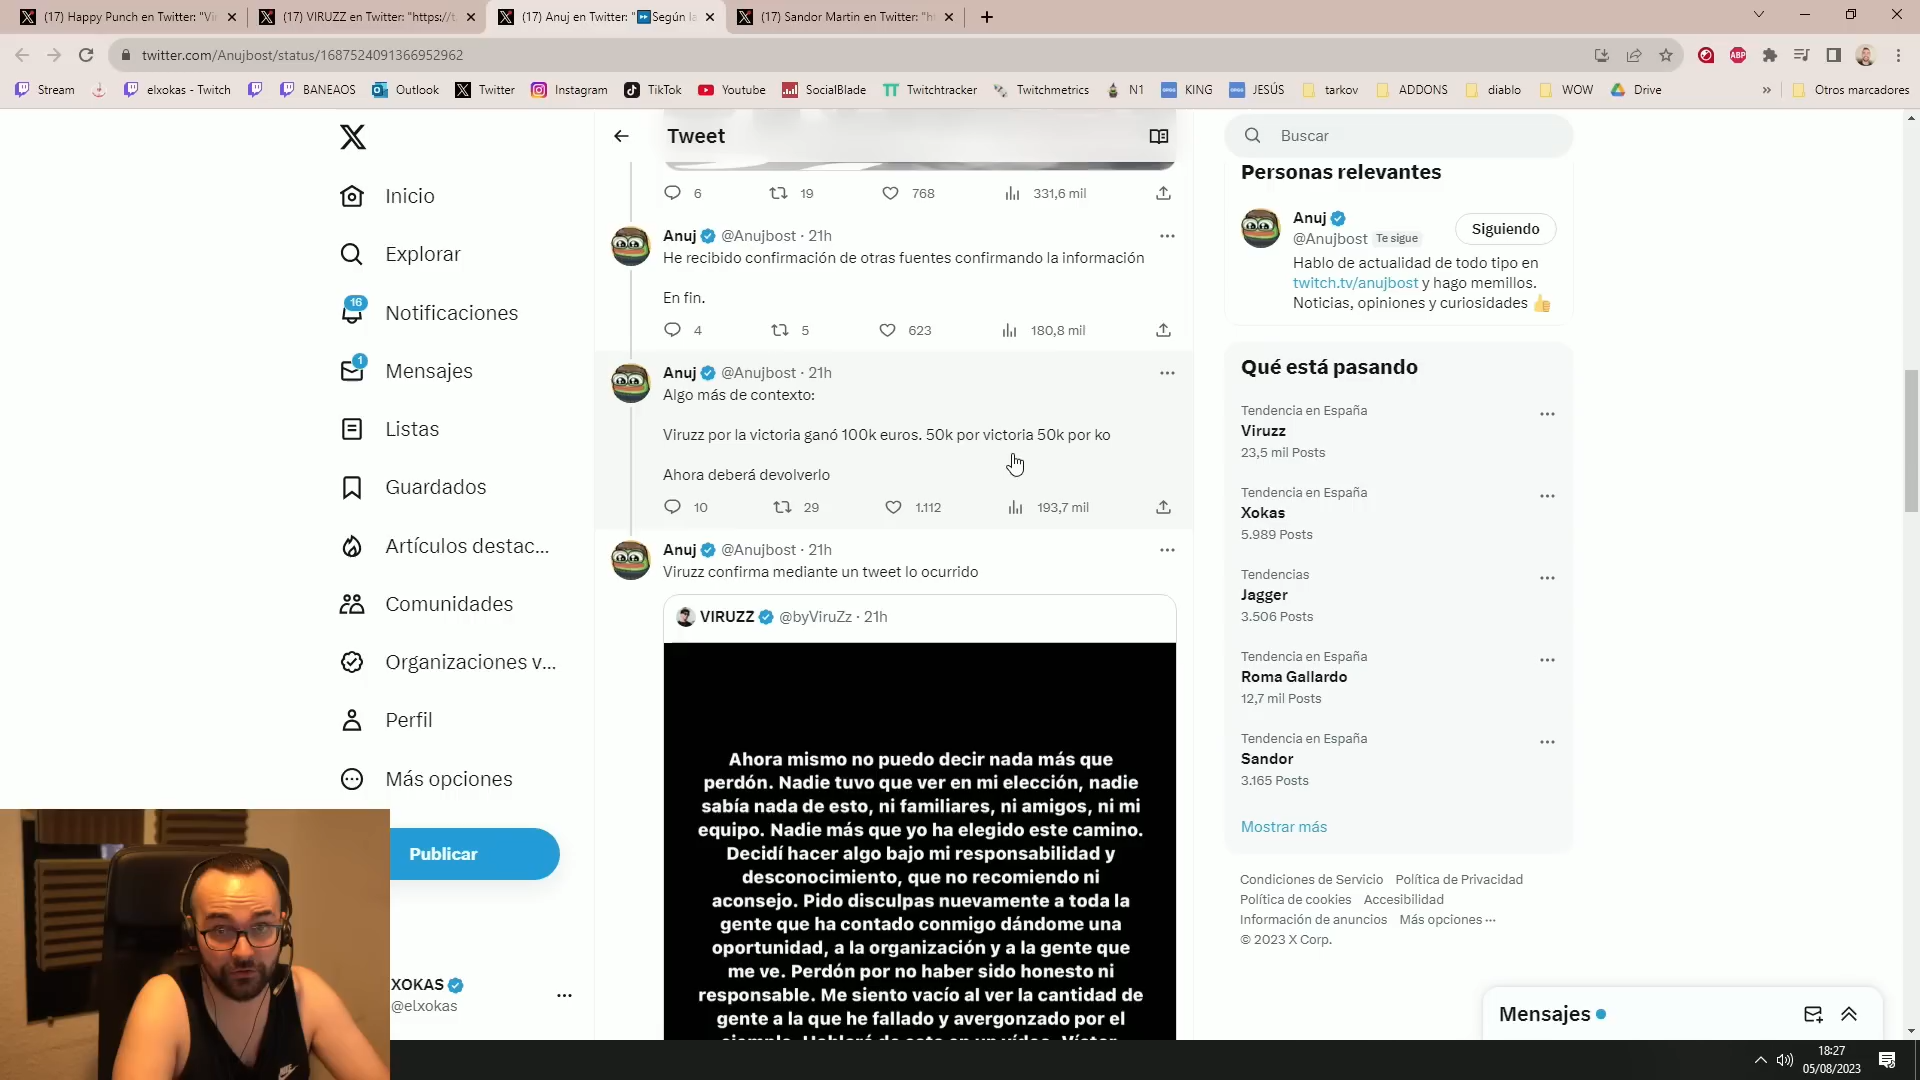 (17) Happy Punch en Twitter: "Vi
(17) VIRUZZ en Twitter: "https://t.
(17) Anuj en Twitter: "⏩Según la
(17) Sandor Martin en Twitter: "ht
twitter.com/Anujbost/status/1687524091366952962
ABP
Stream
elxokas - Twitch
BANEAOS
Outlook
Twitter
Instagram
TikTok
Youtube
SocialBlade
Twitchtracker
Twitchmetrics
N1
KING
JESÚS
tarkov
ADDONS
diablo
WOW
Drive
Otros marcadores
Inicio
Explorar
16
Notificaciones
1
Mensajes
Listas
Guardados
Artículos destac...
Comunidades
Organizaciones v...
Perfil
Más opciones
Publicar
XOKAS
@elxokas
Tweet
6 19 768 331,6 mil
Anuj @Anujbost · 21h
He recibido confirmación de otras fuentes confirmando la información
En fin.
4 5 623 180,8 mil
Anuj @Anujbost · 21h
Algo más de contexto:
Viruzz por la victoria ganó 100k euros. 50k por victoria 50k por ko
Ahora deberá devolverlo
10 29 1.112 193,7 mil
Anuj @Anujbost · 21h
Viruzz confirma mediante un tweet lo ocurrido
VIRUZZ @byViruZz · 21h
Ahora mismo no puedo decir nada más que
perdón. Nadie tuvo que ver en mi elección, nadie
sabía nada de esto, ni familiares, ni amigos, ni mi
equipo. Nadie más que yo ha elegido este camino.
Decidí hacer algo bajo mi responsabilidad y
desconocimiento, que no recomiendo ni
aconsejo. Pido disculpas nuevamente a toda la
gente que ha contado conmigo dándome una
oportunidad, a la organización y a la gente que
me ve. Perdón por no haber sido honesto ni
responsable. Me siento vacío al ver la cantidad de
gente a la que he fallado y avergonzado por el
Buscar
Personas relevantes
Anuj
@Anujbost Te sigue
Siguiendo
Hablo de actualidad de todo tipo en
twitch.tv/anujbost y hago memillos.
Noticias, opiniones y curiosidades 👍
Qué está pasando
Tendencia en España
Viruzz
23,5 mil Posts
Tendencia en España
Xokas
5.989 Posts
Tendencias
Jagger
3.506 Posts
Tendencia en España
Roma Gallardo
12,7 mil Posts
Tendencia en España
Sandor
3.165 Posts
Mostrar más
Condiciones de Servicio Política de Privacidad
Política de cookies Accesibilidad
Información de anuncios Más opciones ···
© 2023 X Corp.
Mensajes
18:27
05/08/2023